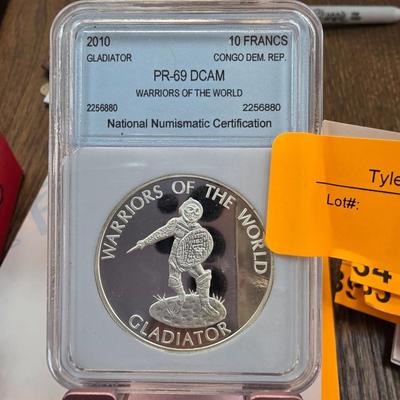 2010 10 FRANCS
GLADIATOR CONGO DEM. REP.
PR-69 DCAM
WARRIORS OF THE WORLD
2256880 2256880
National Numismatic Certification
WARRIORS OF THE WORLD
GLADIATOR
Tyle
Lot#: